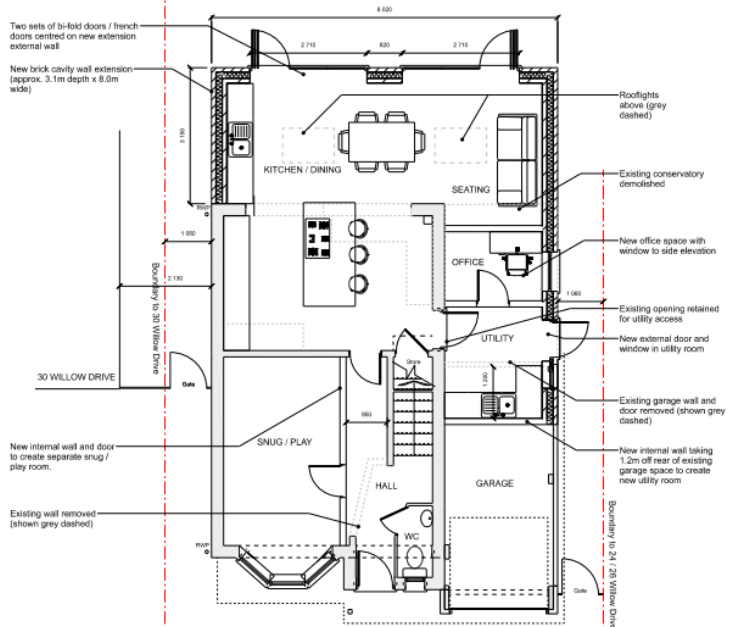 8 020
Two sets of bi-fold doors / french
doors centred on new extension
external wall
2 710
820
2 710
New brick cavity wall extension
(approx. 3.1m depth x 8.0m
wide)
Rooflights
above (grey
dashed)
3 150
KITCHEN / DINING
SEATING
Existing conservatory
demolished
RWP
1 080
OFFICE
New office space with
window to side elevation
2 130
1 060
Boundary to 30 Willow Drive
Existing opening retained
for utility access
UTILITY
New external door and
window in utility room
Store
30 WILLOW DRIVE
Gate
1 200
Existing garage wall and
door removed (shown grey
dashed)
950
SNUG / PLAY
New internal wall and door
to create separate snug /
play room.
New internal wall taking
1.2m off rear of existing
garage space to create
new utility room
HALL
GARAGE
Existing wall removed
(shown grey dashed)
WC
RWP
Boundary to 24 / 26 Willow Drive
Gate